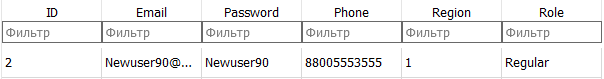 ID Email Password Phone Region Role
Фильтр Фильтр Фильтр Фильтр Фильтр Фильтр
2 Newuser90@... Newuser90 88005553555 1 Regular